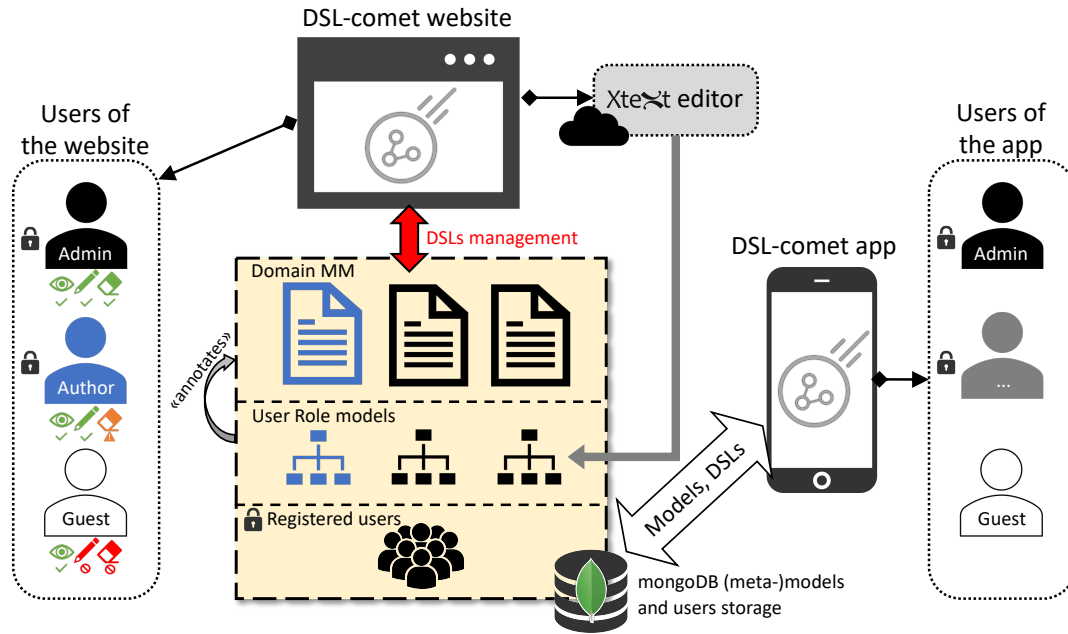 DSL-comet website
Xtext editor
Users of
the website
Users of
the app
Admin
DSLs management
Admin
DSL-comet app
Domain MM
«annotates»
Author
...
User Role models
Models, DSLs
Guest
Guest
Registered users
mongoDB (meta-)models
and users storage